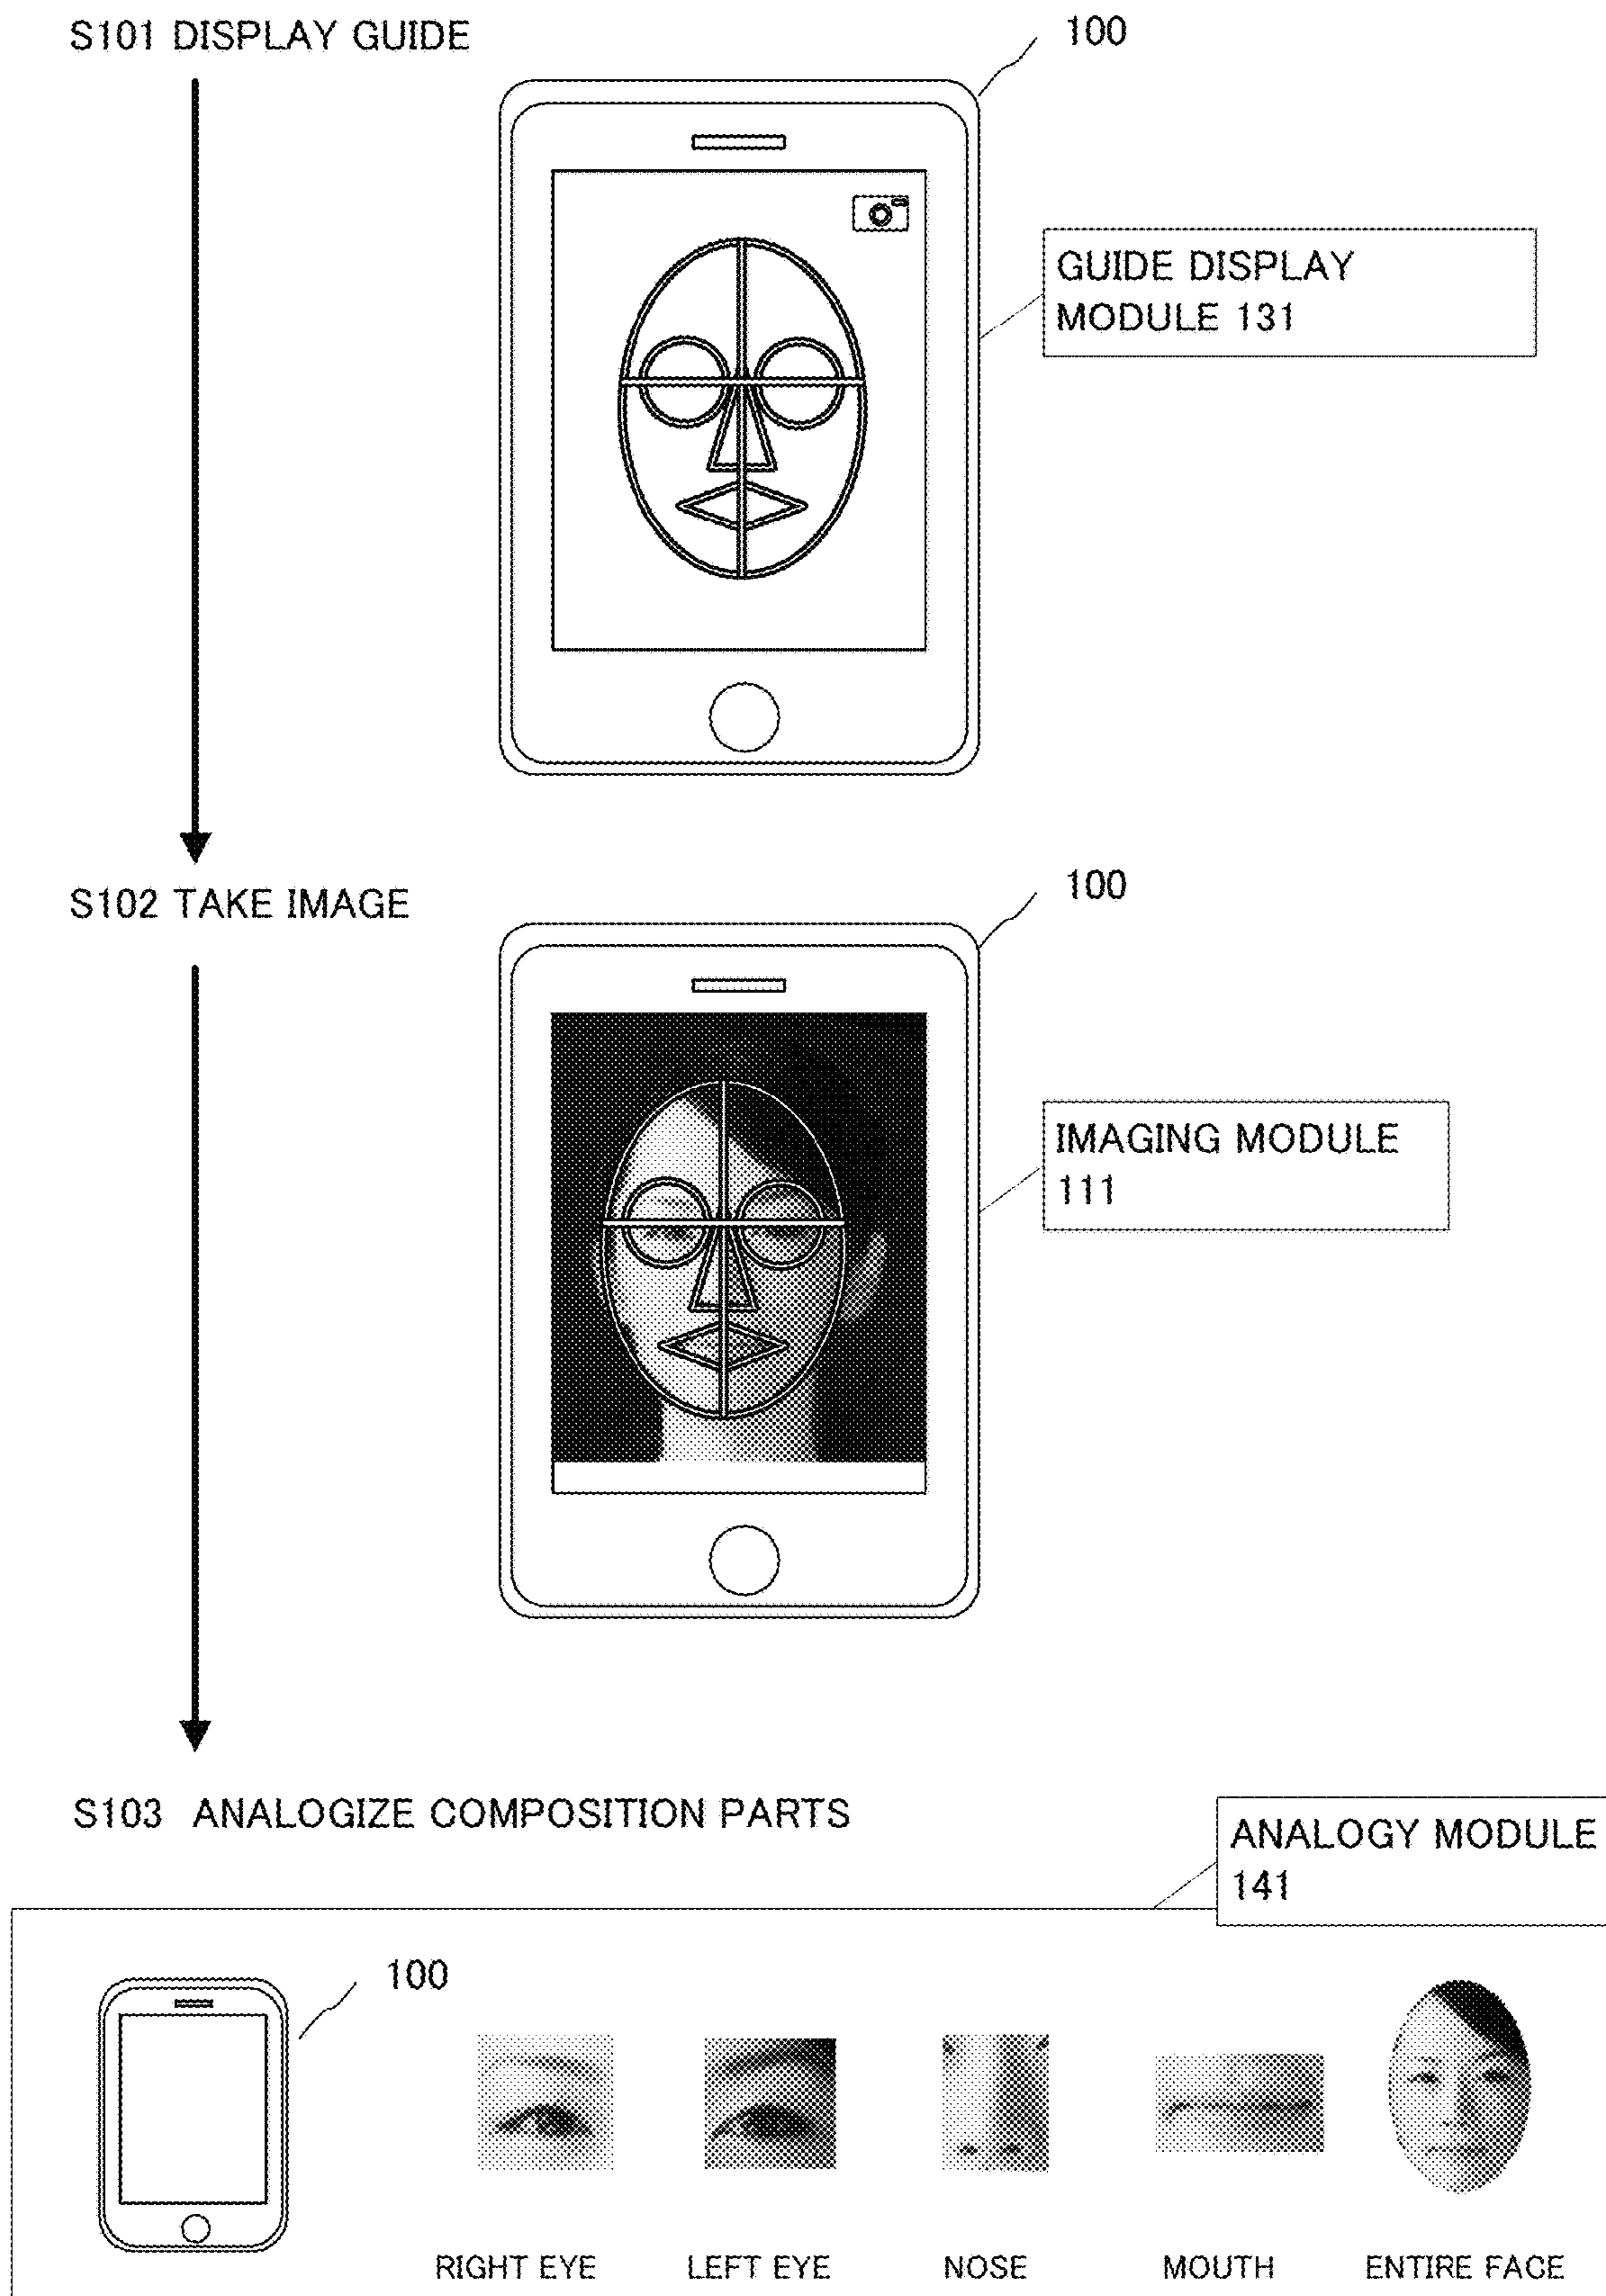 S101 DISPLAY GUIDE
100
GUIDE DISPLAY
MODULE 131
S102 TAKE IMAGE
100
IMAGING MODULE
111
S103 ANALOGIZE COMPOSITION PARTS
ANALOGY MODULE
141
100
RIGHT EYE
LEFT EYE
NOSE
MOUTH
ENTIRE FACE